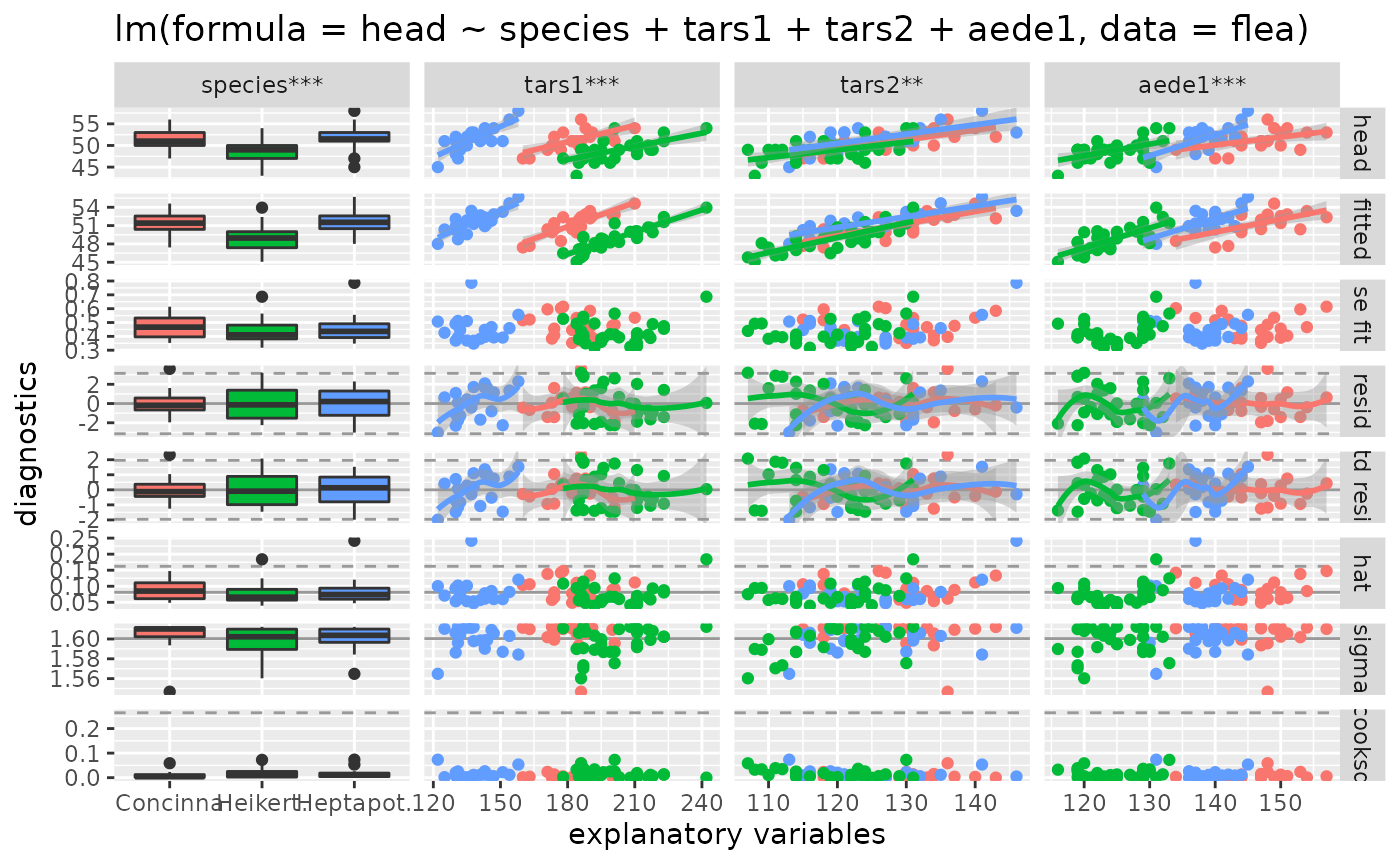 lm(formula = head ~ species + tars1 + tars2 + aede1, data = flea)
species*** tars1*** tars2** aede1***
55
50
45
head
54
51
48
45
fitted
0.8
0.7
0.6
0.5
0.4
0.3
se fit
2
0
-2
resid
2
1
0
-1
-2
td resi
0.25
0.20
0.15
0.10
0.05
hat
1.60
1.58
1.56
sigma
0.2
0.1
0.0
cooksd
Concinna Heikert. Heptapot. 120 150 180 210 240 110 120 130 140 120 130 140 150
explanatory variables
diagnostics